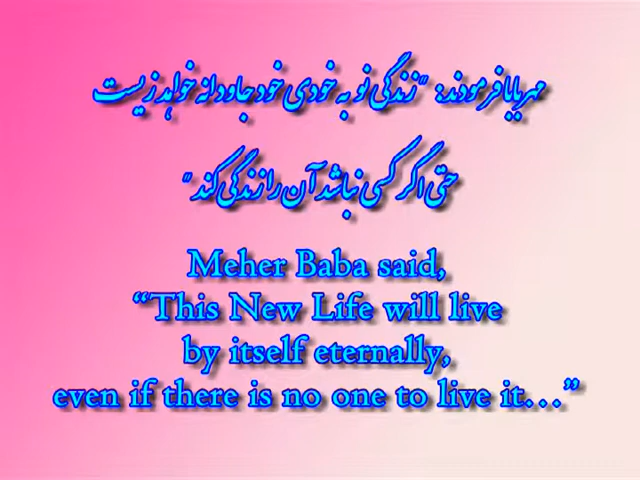 مهربابا فرمودند: "زندگی نو به خودی خود جاودانه خواهد زیست
حتی اگر کسی نباشد آن را زندگی کند"
Meher Baba said,
“This New Life will live
by itself eternally,
even if there is no one to live it...”